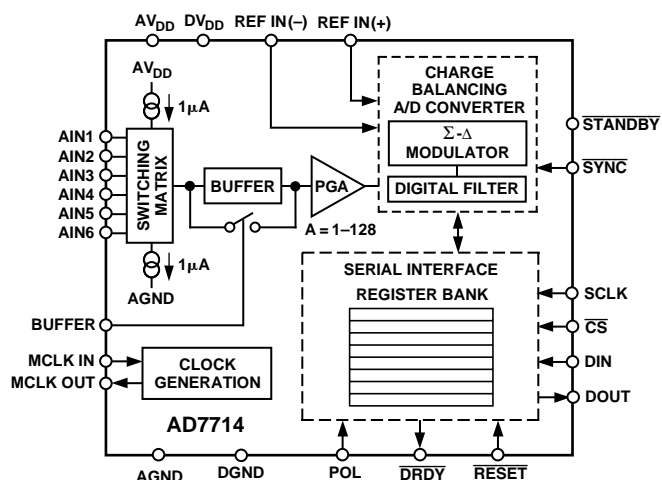 AVDD DVDD REF IN(–) REF IN(+)
AVDD
1µA
AIN1
AIN2
AIN3
AIN4
AIN5
AIN6
SWITCHING
MATRIX
BUFFER
PGA
A = 1–128
CHARGE
BALANCING
A/D CONVERTER
Σ-Δ
MODULATOR
DIGITAL FILTER
STANDBY
SYNC
1µA
AGND
BUFFER
MCLK IN
MCLK OUT
CLOCK
GENERATION
SERIAL INTERFACE
REGISTER BANK
SCLK
CS
DIN
DOUT
AD7714
AGND DGND POL DRDY RESET